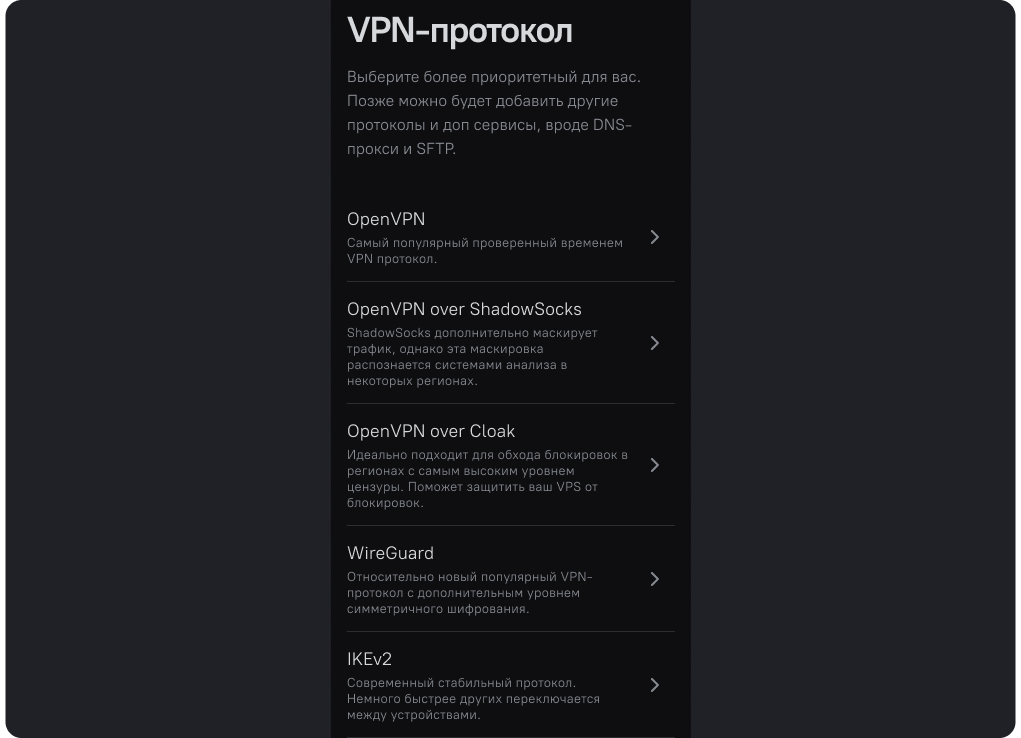 VPN-протокол
Выберите более приоритетный для вас.
Позже можно будет добавить другие
протоколы и доп сервисы, вроде DNS-
прокси и SFTP.
OpenVPN
Самый популярный проверенный временем
VPN протокол.
OpenVPN over ShadowSocks
ShadowSocks дополнительно маскирует
трафик, однако эта маскировка
распознается системами анализа в
некоторых регионах.
OpenVPN over Cloak
Идеально подходит для обхода блокировок в
регионах с самым высоким уровнем
цензуры. Поможет защитить ваш VPS от
блокировок.
WireGuard
Относительно новый популярный VPN-
протокол с дополнительным уровнем
симметричного шифрования.
IKEv2
Современный стабильный протокол.
Немного быстрее других переключается
между устройствами.